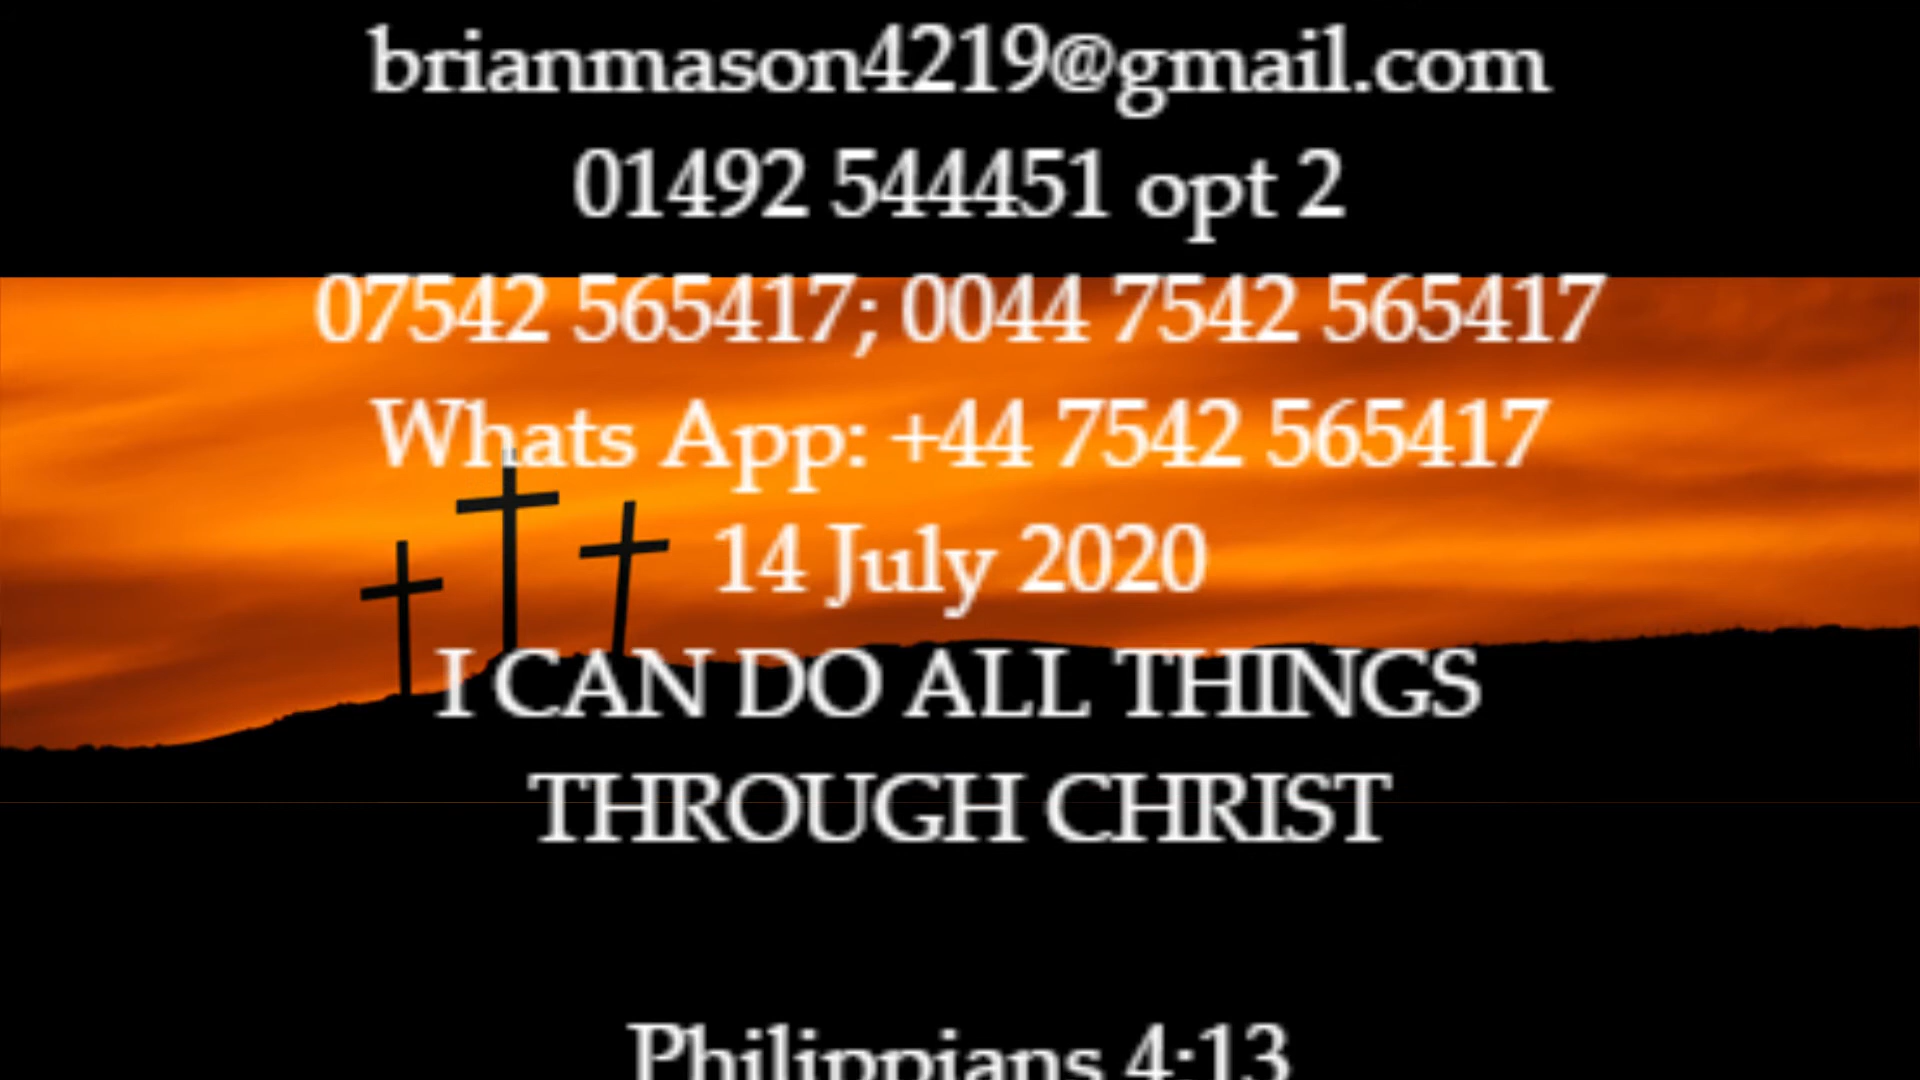 brianmason4219@gmail.com
01492 544451 opt 2
07542 565417; 0044 7542 565417
Whats App: +44 7542 565417
14 July 2020
I CAN DO ALL THINGS
THROUGH CHRIST
Philippians 4:13